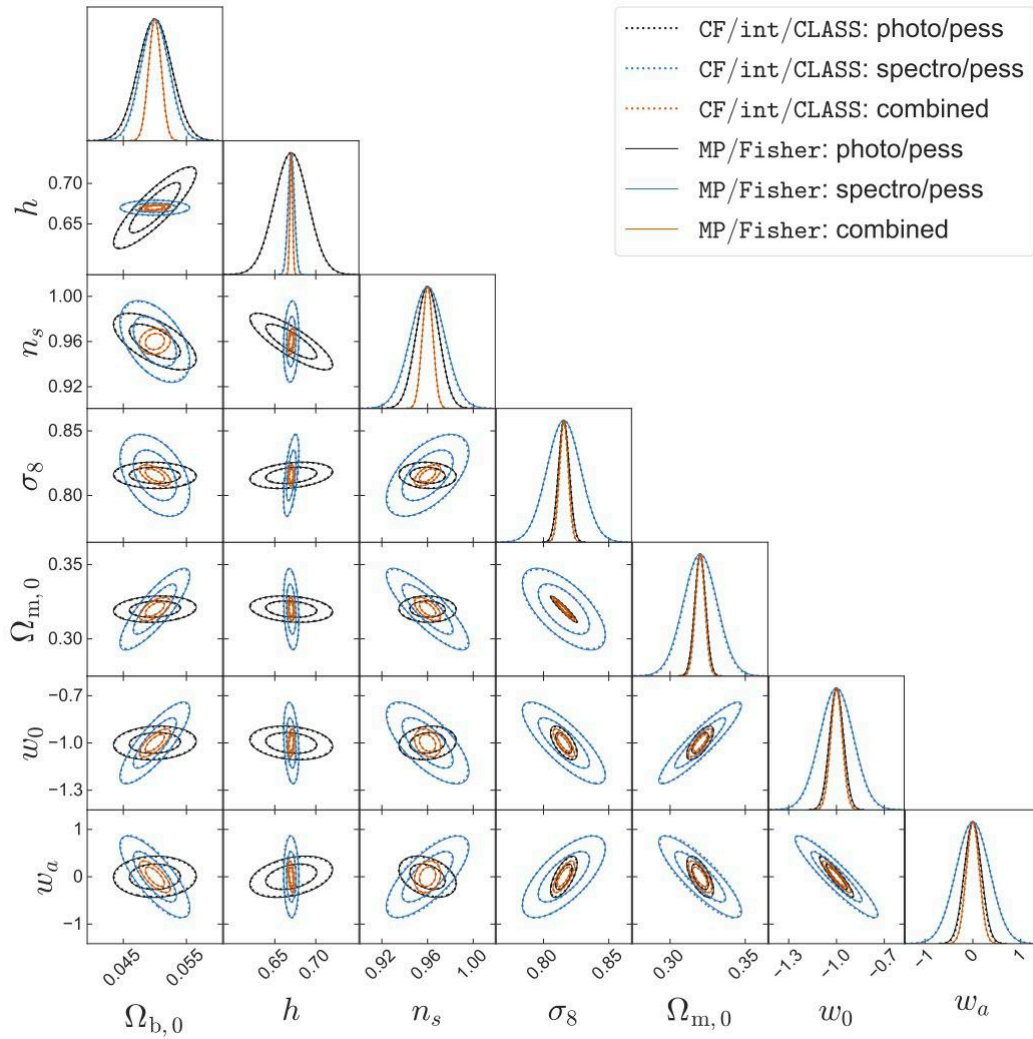 CF/int/CLASS: photo/pess
CF/int/CLASS: spectro/pess
CF/int/CLASS: combined
MP/Fisher: photo/pess
MP/Fisher: spectro/pess
MP/Fisher: combined
h
0.70
0.65
n_s
1.00
0.96
0.92
σ_8
0.85
0.80
Ω_{m,0}
0.35
0.30
w_0
−0.7
−1.0
−1.3
w_a
1
0
−1
0.045 0.055 0.65 0.70 0.92 0.96 1.00 0.80 0.85 0.30 0.35 −1.3 −1.0 −0.7 −1 0 1
Ω_{b,0} h n_s σ_8 Ω_{m,0} w_0 w_a